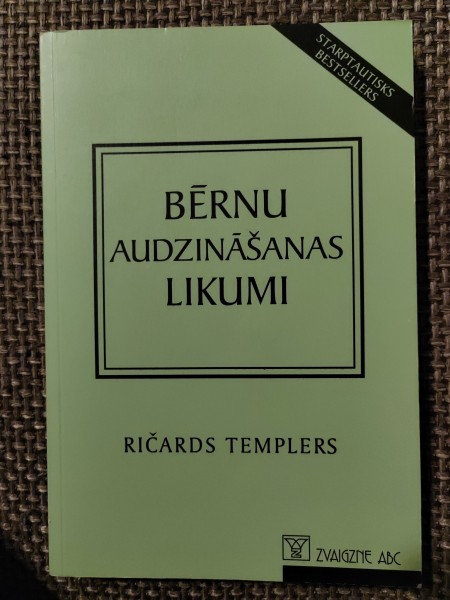 STARPTAUTISKS
BESTSELLERS
BĒRNU
AUDZINĀŠANAS
LIKUMI
RIČARDS TEMPLERS
ZVAIGZNE ABC